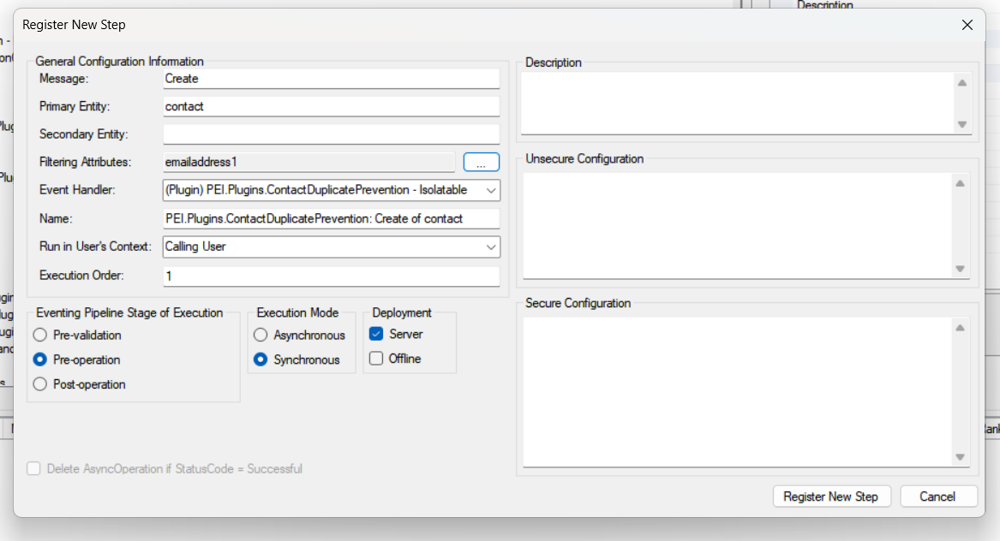 Description
Register New Step
General Configuration Information
Message: Create
Primary Entity: contact
Secondary Entity:
Filtering Attributes: emailaddress1 ...
Event Handler: (Plugin) PEI.Plugins.ContactDuplicatePrevention - Isolatable
Name: PEI.Plugins.ContactDuplicatePrevention: Create of contact
Run in User's Context: Calling User
Execution Order: 1
Eventing Pipeline Stage of Execution
Pre-validation
Pre-operation
Post-operation
Execution Mode
Asynchronous
Synchronous
Deployment
Server
Offline
Delete AsyncOperation if StatusCode = Successful
Description
Unsecure Configuration
Secure Configuration
Register New Step
Cancel